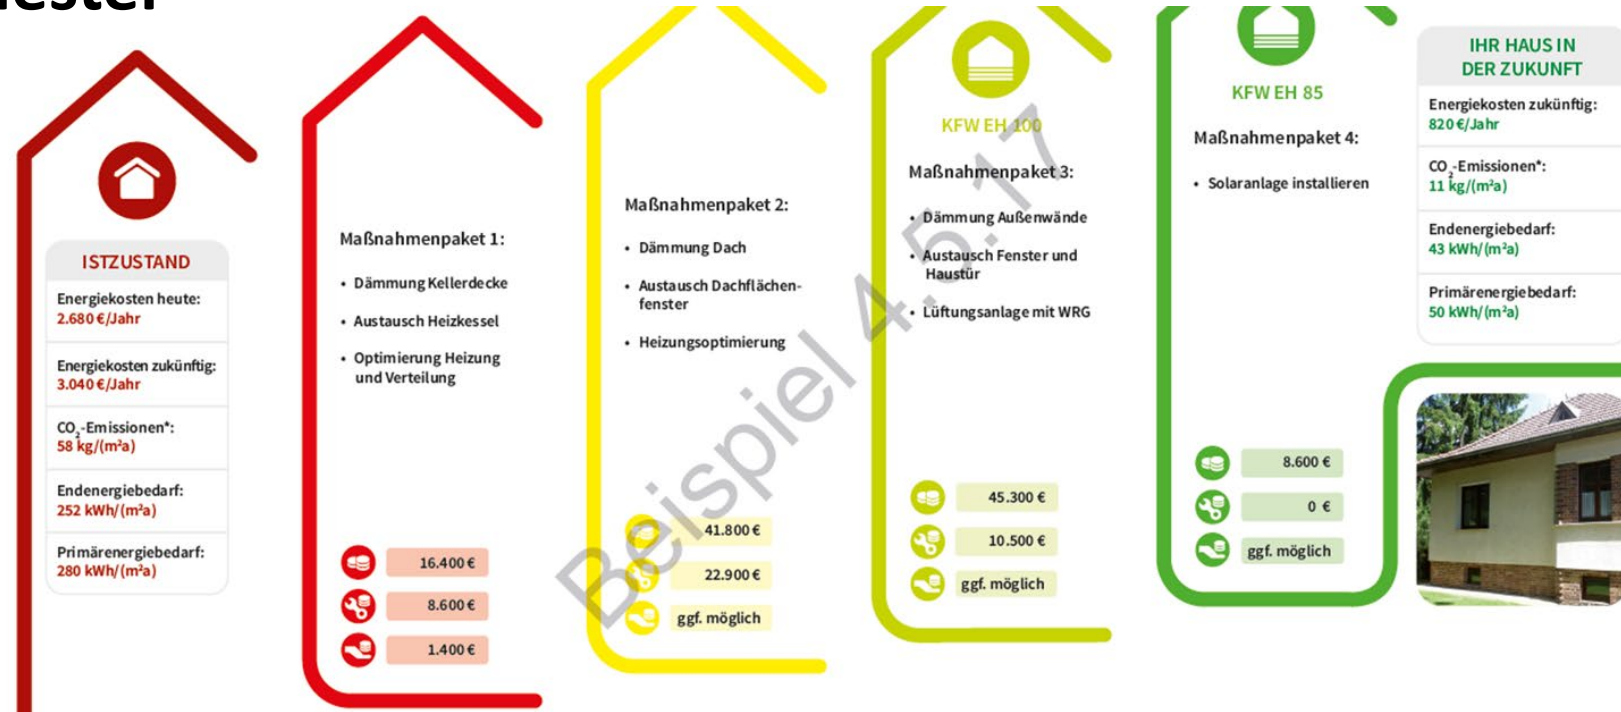 ISTZUSTAND
Energiekosten heute:
2.680 €/Jahr
Energiekosten zukünftig:
3.040 €/Jahr
CO₂-Emissionen*:
58 kg/(m²a)
Endenergiebedarf:
252 kWh/(m²a)
Primärenergiebedarf:
280 kWh/(m²a)
Maßnahmenpaket 1:
• Dämmung Kellerdecke
• Austausch Heizkessel
• Optimierung Heizung
und Verteilung
16.400 €
8.600 €
1.400 €
Maßnahmenpaket 2:
• Dämmung Dach
• Austausch Dachflächen-
fenster
• Heizungsoptimierung
41.800 €
22.900 €
ggf. möglich
KFW EH 100
Maßnahmenpaket 3:
• Dämmung Außenwände
• Austausch Fenster und
Haustür
• Lüftungsanlage mit WRG
45.300 €
10.500 €
ggf. möglich
KFW EH 85
Maßnahmenpaket 4:
• Solaranlage installieren
8.600 €
0 €
ggf. möglich
IHR HAUS IN
DER ZUKUNFT
Energiekosten zukünftig:
820 €/Jahr
CO₂-Emissionen*:
11 kg/(m²a)
Endenergiebedarf:
43 kWh/(m²a)
Primärenergiebedarf:
50 kWh/(m²a)
Beispiel 4.5.17